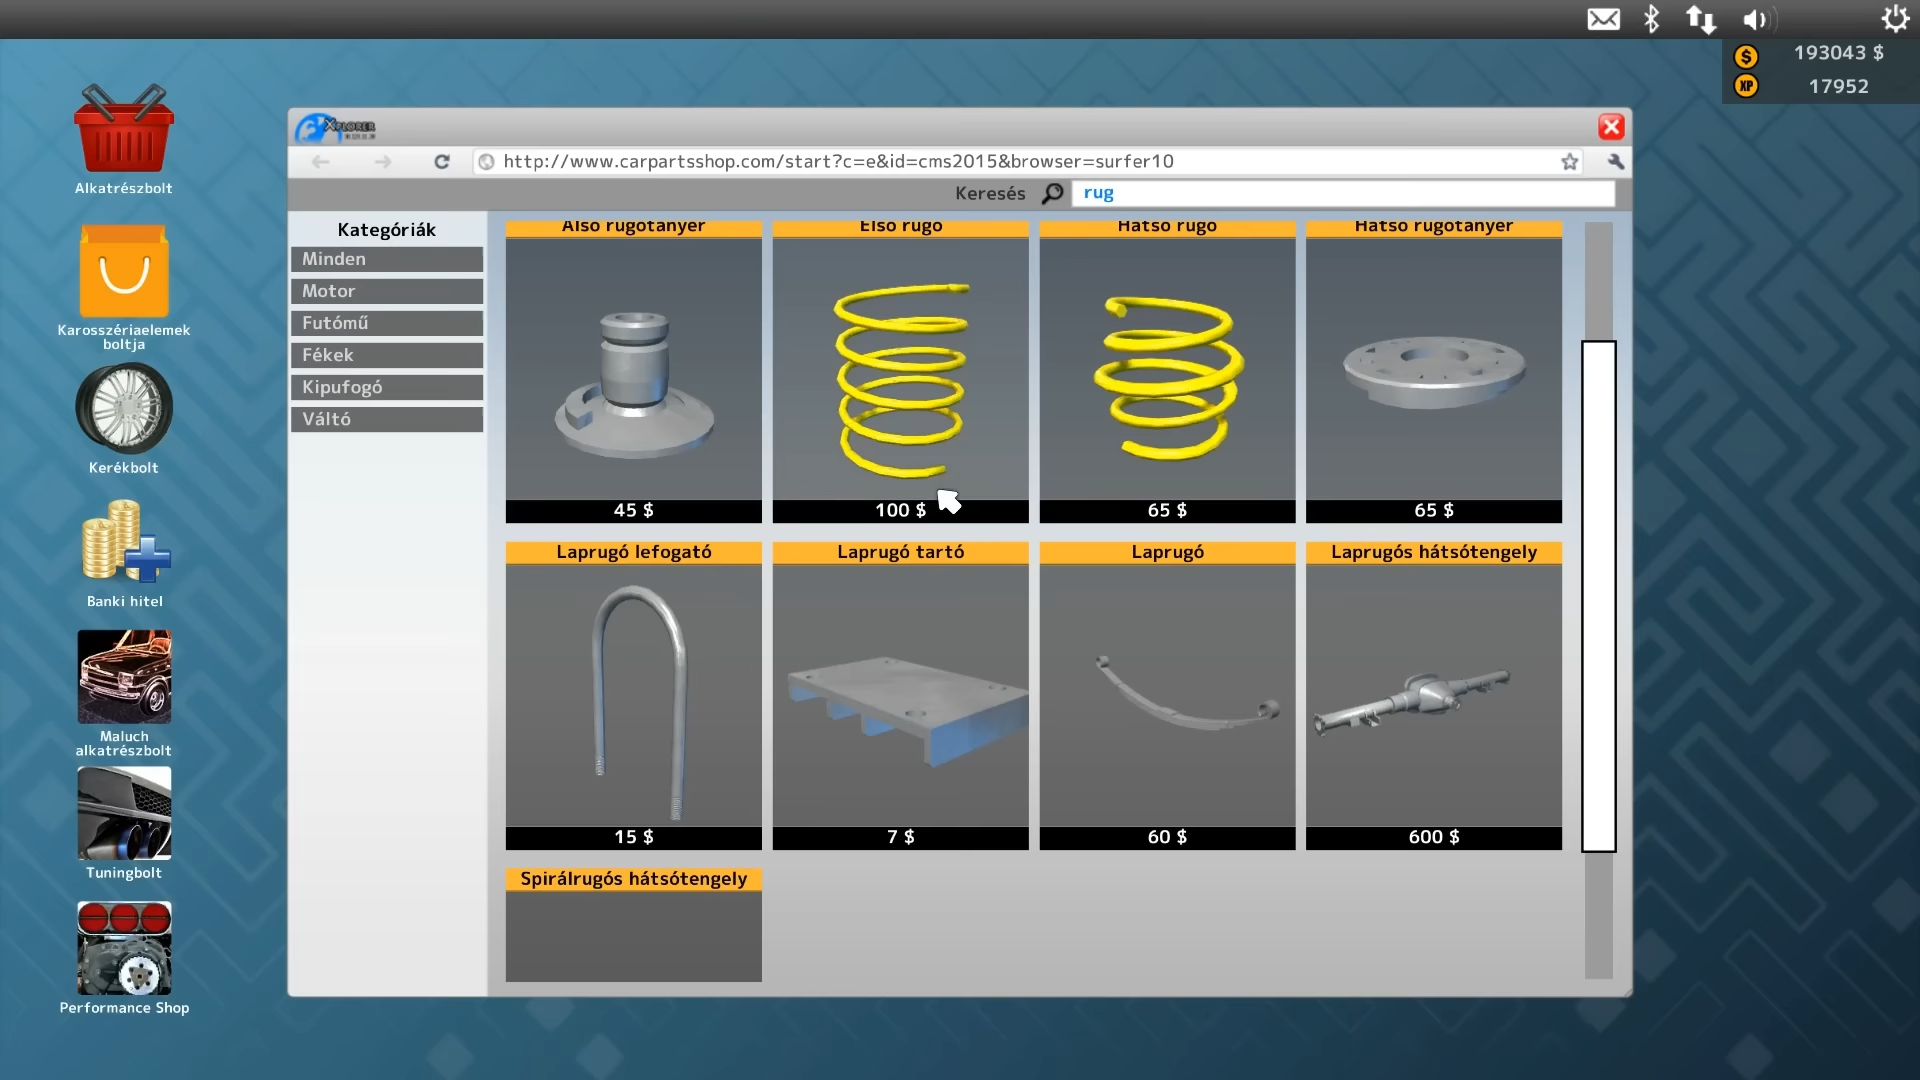 193043 $
XP 17952
XPLORER
http://www.carpartsshop.com/start?c=e&id=cms2015&browser=surfer10
Keresés rug
Kategóriák
Minden
Motor
Futómű
Fékek
Kipufogó
Váltó
Alsó rugótányér
Első rugó
Hátsó rugó
Hátsó rugótányér
45 $
100 $
65 $
65 $
Laprugó lefogató
Laprugó tartó
Laprugó
Laprugós hátsótengely
15 $
7 $
60 $
600 $
Spirálrugós hátsótengely
Alkatrészbolt
Karosszériaelemek
boltja
Kerékbolt
Banki hitel
Maluch
alkatrészbolt
Tuningbolt
Performance Shop